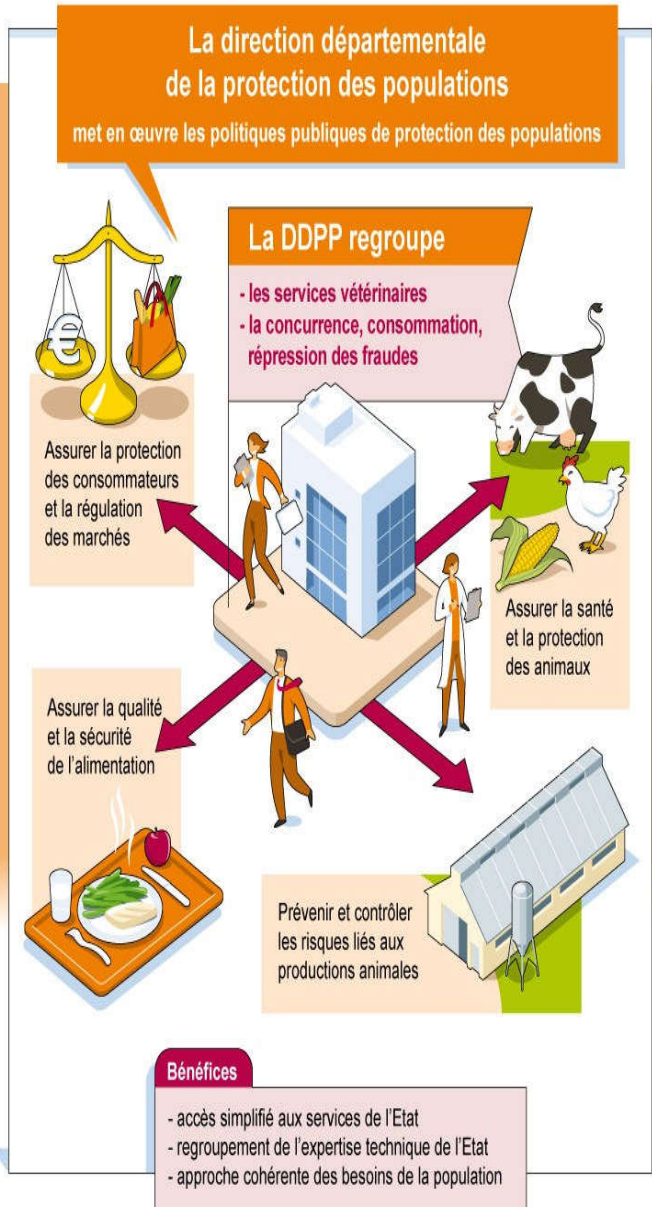 La direction départementale
de la protection des populations
met en œuvre les politiques publiques de protection des populations
La DDPP regroupe
- les services vétérinaires
- la concurrence, consommation,
répression des fraudes
€
Assurer la protection
des consommateurs
et la régulation
des marchés
Assurer la santé
et la protection
des animaux
Assurer la qualité
et la sécurité
de l'alimentation
Prévenir et contrôler
les risques liés aux
productions animales
Bénéfices
- accès simplifié aux services de l'Etat
- regroupement de l'expertise technique de l'Etat
- approche cohérente des besoins de la population